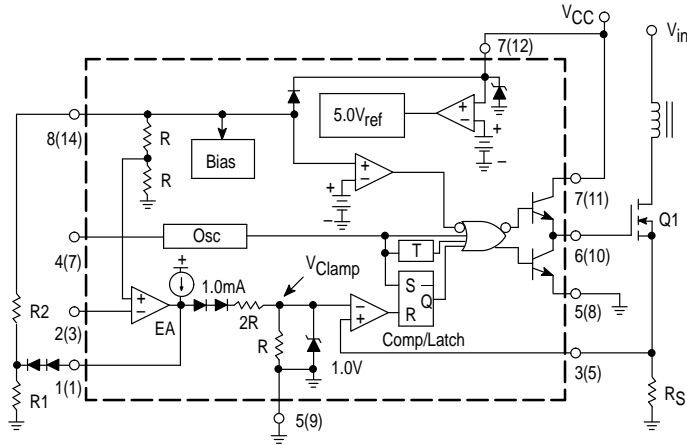 VCC
Vin
7(12)
5.0Vref
+
–
+
–
8(14)
R
R
Bias
+
–
+
–
7(11)
Q1
Osc
T
6(10)
4(7)
+
1.0mA
VClamp
S
Q
R
5(8)
R2
+
–
EA
2R
R
–
+
Comp/Latch
2(3)
1.0V
1(1)
3(5)
R1
5(9)
RS